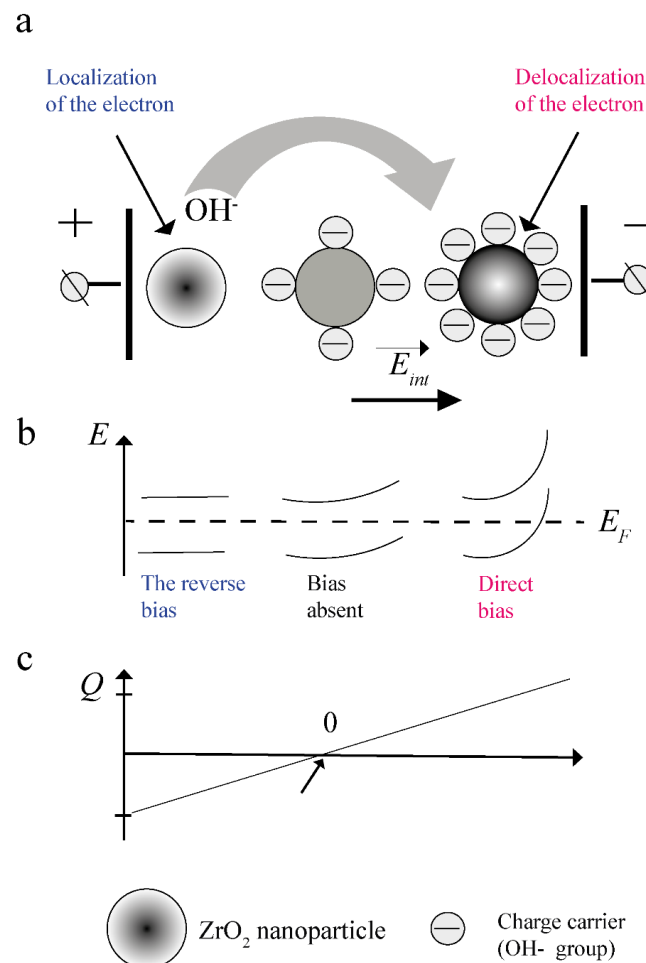 a
Localization
of the electron
Delocalization
of the electron
OH-
+
−
− − − −
E_int
− − − − − − − −
b
E
E_F
The reverse
bias
Bias
absent
Direct
bias
c
Q
0
ZrO2 nanoparticle
− Charge carrier
(OH- group)